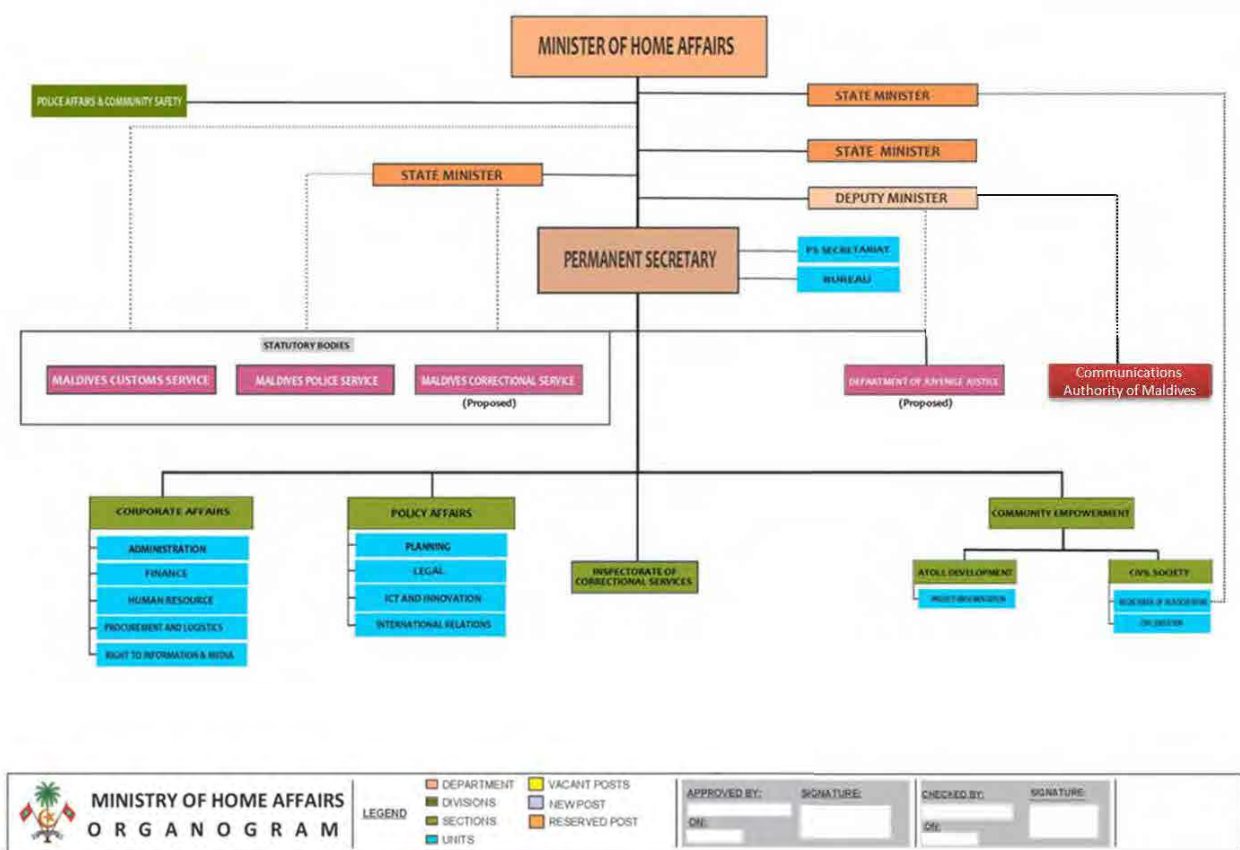 MINISTER OF HOME AFFAIRS
POLICE AFFAIRS & COMMUNITY SAFETY
STATE MINISTER
STATE MINISTER
STATE MINISTER
DEPUTY MINISTER
PERMANENT SECRETARY
PS SECRETARIAT
BUREAU
STATUTORY BODIES
MALDIVES CUSTOMS SERVICE
MALDIVES POLICE SERVICE
MALDIVES CORRECTIONAL SERVICE
(Proposed)
DEPARTMENT OF JUVENILE JUSTICE
(Proposed)
Communications
Authority of Maldives
CORPORATE AFFAIRS
ADMINISTRATION
FINANCE
HUMAN RESOURCE
PROCUREMENT AND LOGISTICS
RIGHT TO INFORMATION & MEDIA
POLICY AFFAIRS
PLANNING
LEGAL
ICT AND INNOVATION
INTERNATIONAL RELATIONS
INSPECTORATE OF
CORRECTIONAL SERVICES
COMMUNITY EMPOWERMENT
ATOLL DEVELOPMENT
PROJECT IMPLEMENTATION
CIVIL SOCIETY
MINISTRY OF HOME AFFAIRS
ORGANOGRAM
LEGEND
DEPARTMENT
DIVISIONS
SECTIONS
UNITS
VACANT POSTS
NEW POST
RESERVED POST
APPROVED BY:
SIGNATURE:
ON:
CHECKED BY:
SIGNATURE:
ON: